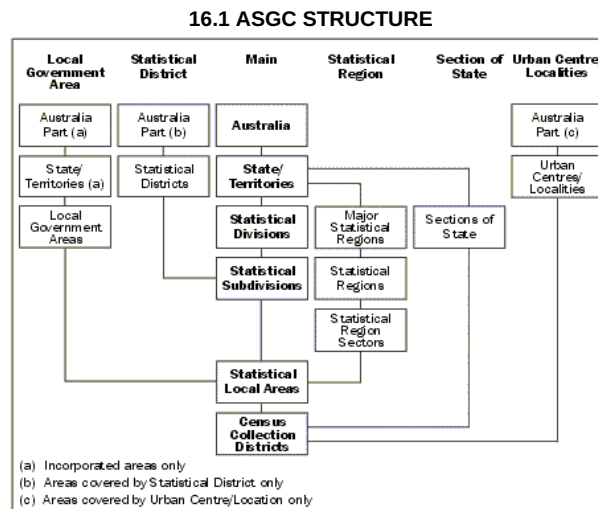 16.1 ASGC STRUCTURE
Local
Government
Area
Statistical
District
Main
Statistical
Region
Section of
State
Urban Centre
Localities
Australia
Part (a)
Australia
Part (b)
Australia
Australia
Part (c)
State/
Territories (a)
Statistical
Districts
State/
Territories
Urban
Centres/
Localities
Local
Government
Areas
Statistical
Divisions
Major
Statistical
Regions
Sections of
State
Statistical
Subdivisions
Statistical
Regions
Statistical
Region
Sectors
Statistical
Local Areas
Census
Collection
Districts
(a) Incorporated areas only
(b) Areas covered by Statistical District only
(c) Areas covered by Urban Centre/Location only